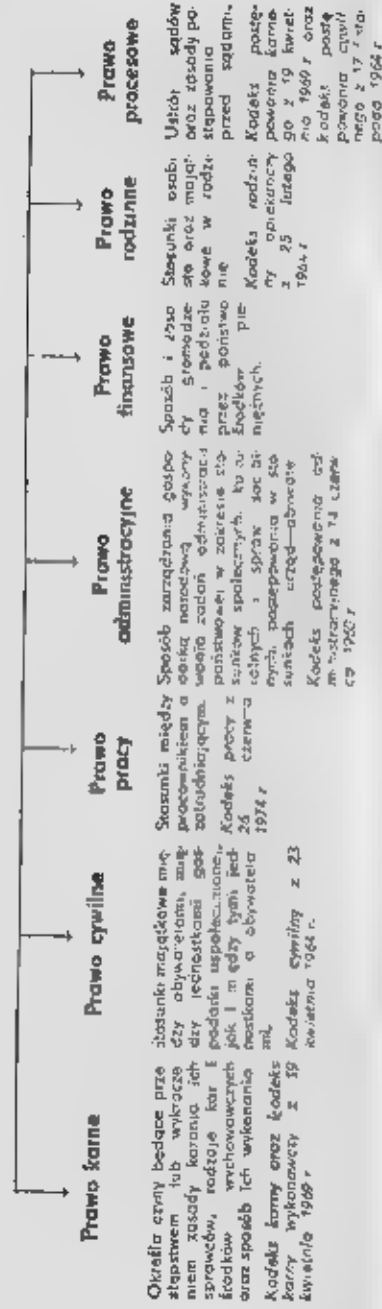 Prawo karne
Określa czyny będące prze
stępstwem lub wykrocze
niem zasady karania ich
sprawców, rodzaje kar i
środków wychowawczych
oraz sposób ich wykonania
Kodeks karny oraz kodeks
karny wykonawczy z 19
kwietnia 1969 r
Prawo cywilne
stosunki majątkowe mię
dzy obywatelami, mię
dzy jednostkami gos
podarki uspołecznionej,
jak i między tymi jed
nostkami a obywatela
mi.
Kodeks cywilny z 23
kwietnia 1964 r.
Prawo
pracy
Stosunki między
pracownikiem a
zatrudniającym.
Kodeks pracy z
26 czerwca
1974 r
Prawo
administracyjne
Sposób zarządzania gospo
darką narodową wykony
wania zadań administracji
państwowej w zakresie sto
sunków społecznych,
i spraw
nych postępowania w sto
sunkach urząd—obywatel
Kodeks postępowania ad
ministracyjnego z 14 czerw
ca 1960 r
Prawo
finansowe
Sposób i zasa
dy gromadze
nia i podziału
przez państwo
środków pie
niężnych.
Prawo
rodzinne
Stosunki osobi
ste oraz mająt
kowe w rodzi
nie
Kodeks rodzin
ny opiekuńczy
z 25 lutego
1964 r
Prawo
procesowe
Ustrój sądów
oraz zasady po
stępowania
przed sądami.
Kodeks postę
powania karne
go z 19 kwiet
nia 1969 r oraz
kodeks postę
powania cywil
nego z 17 lista
pada 1964 r